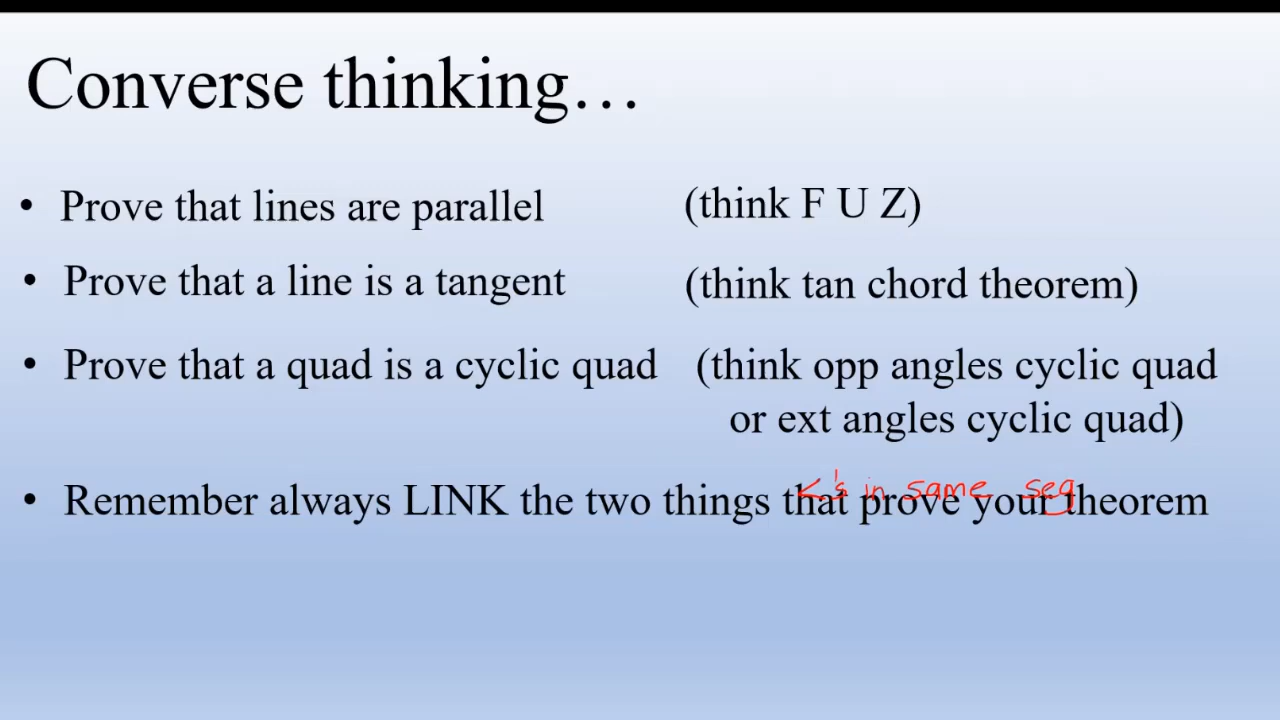 Converse thinking…
• Prove that lines are parallel (think F U Z)
• Prove that a line is a tangent (think tan chord theorem)
• Prove that a quad is a cyclic quad (think opp angles cyclic quad
or ext angles cyclic quad)
<'s in same seg
• Remember always LINK the two things that prove your theorem